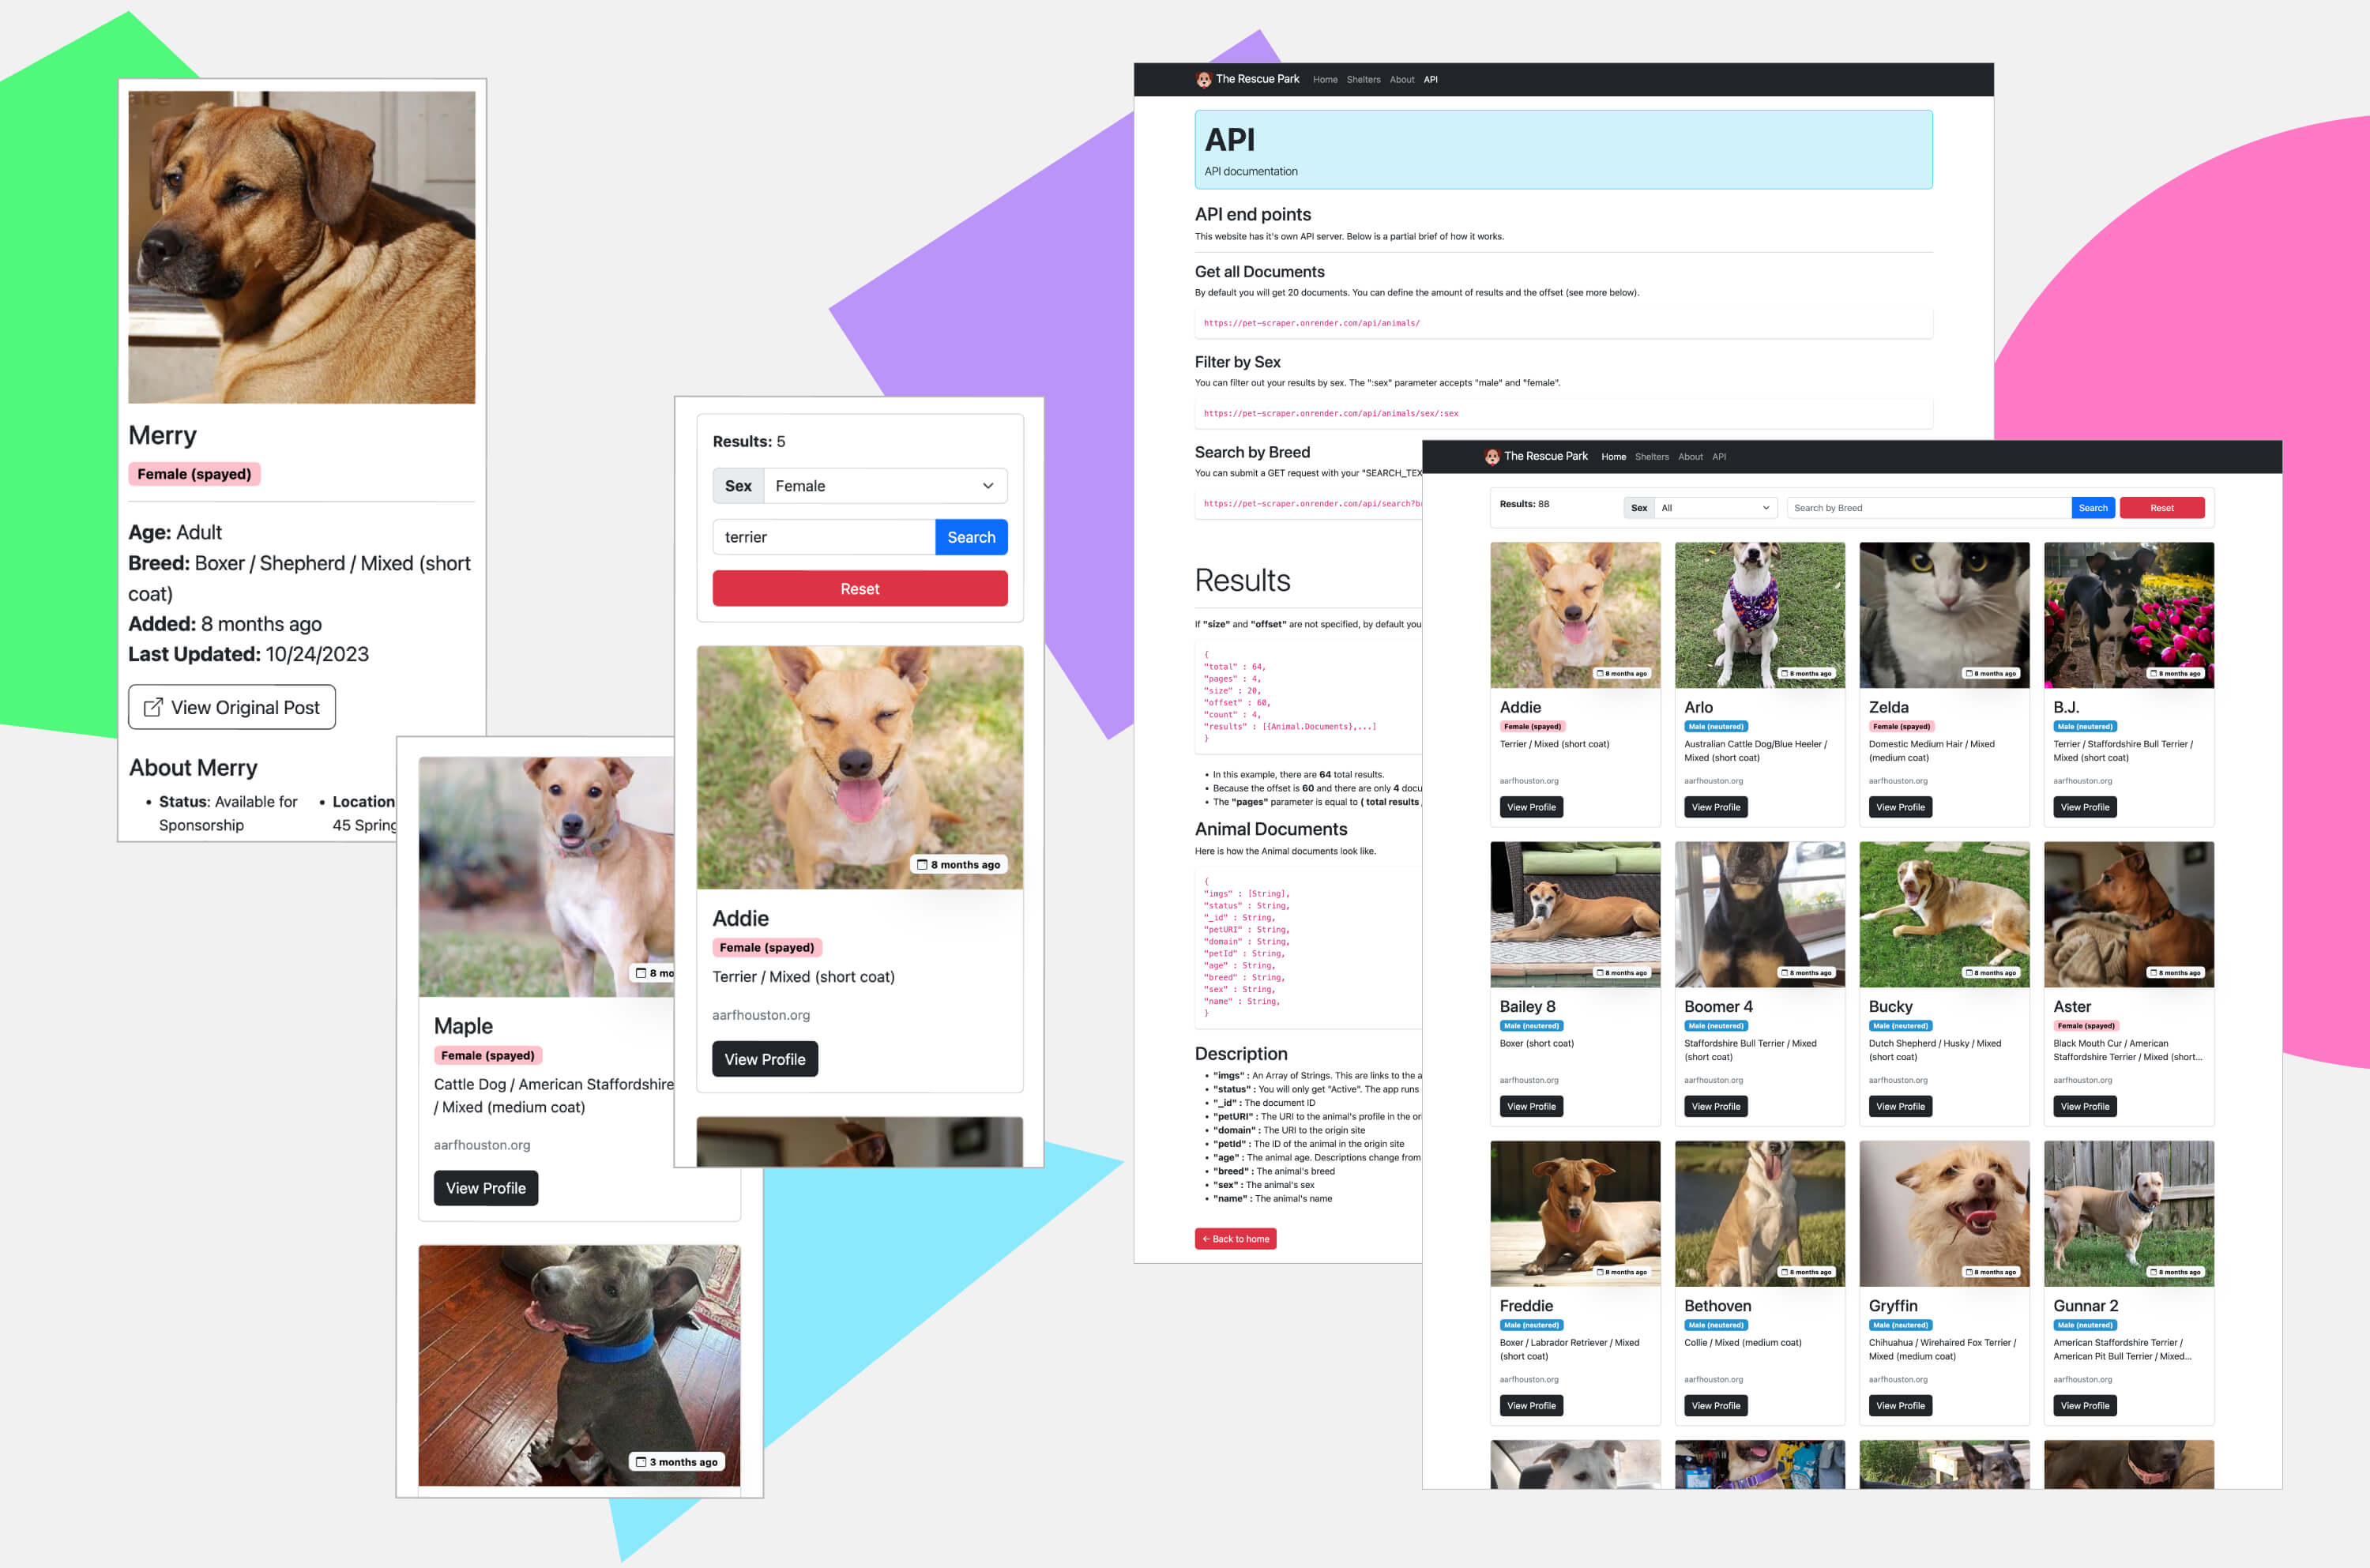 Merry
Female (spayed)
Age: Adult
Breed: Boxer / Shepherd / Mixed (short
coat)
Added: 8 months ago
Last Updated: 10/24/2023
View Original Post
About Merry
• Status: Available for
Sponsorship
• Location
45 Spring
8 mo
Maple
Female (spayed)
Cattle Dog / American Staffordshire
/ Mixed (medium coat)
aarfhouston.org
View Profile
3 months ago
Results: 5
Sex Female
terrier Search
Reset
8 months ago
Addie
Female (spayed)
Terrier / Mixed (short coat)
aarfhouston.org
View Profile
The Rescue Park Home Shelters About API
API
API documentation
API end points
This website has it's own API server. Below is a partial brief of how it works.
Get all Documents
By default you will get 20 documents. You can define the amount of results and the offset (see more below).
https://pet-scraper.onrender.com/api/animals/
Filter by Sex
You can filter out your results by sex. The ":sex" parameter accepts "male" and "female".
https://pet-scraper.onrender.com/api/animals/sex/:sex
Search by Breed
You can submit a GET request with your "SEARCH_TEX
https://pet-scraper.onrender.com/api/search?br
Results
If "size" and "offset" are not specified, by default you
{
"total" : 64,
"pages" : 4,
"size" : 20,
"offset" : 60,
"count" : 4,
"results" : [{Animal.Documents},...]
}
• In this example, there are 64 total results.
• Because the offset is 60 and there are only 4 docu
• The "pages" parameter is equal to ( total results
Animal Documents
Here is how the Animal documents look like.
{
"imgs" : [String],
"status" : String,
"_id" : String,
"petURI" : String,
"domain" : String,
"petId" : String,
"age" : String,
"breed" : String,
"sex" : String,
"name" : String,
}
Description
• "imgs" : An Array of Strings. This are links to the a
• "status" : You will only get "Active". The app runs
• "_id" : The document ID
• "petURI" : The URI to the animal's profile in the or
• "domain" : The URI to the origin site
• "petId" : The ID of the animal in the origin site
• "age" : The animal age. Descriptions change from
• "breed" : The animal's breed
• "sex" : The animal's sex
• "name" : The animal's name
← Back to home
The Rescue Park Home Shelters About API
Results: 88 Sex All Search by Breed Search Reset
8 months ago 8 months ago 8 months ago 8 months ago
Addie Arlo Zelda B.J.
Female (spayed) Male (neutered) Female (spayed) Male (neutered)
Terrier / Mixed (short coat) Australian Cattle Dog/Blue Heeler / Domestic Medium Hair / Mixed Terrier / Staffordshire Bull Terrier /
Mixed (short coat) (medium coat) Mixed (short coat)
aarfhouston.org aarfhouston.org aarfhouston.org aarfhouston.org
View Profile View Profile View Profile View Profile
8 months ago 8 months ago 8 months ago 8 months ago
Bailey 8 Boomer 4 Bucky Aster
Male (neutered) Male (neutered) Male (neutered) Female (spayed)
Boxer (short coat) Staffordshire Bull Terrier / Mixed Dutch Shepherd / Husky / Mixed Black Mouth Cur / American
(short coat) (short coat) Staffordshire Terrier / Mixed (short...
aarfhouston.org aarfhouston.org aarfhouston.org aarfhouston.org
View Profile View Profile View Profile View Profile
8 months ago 8 months ago 8 months ago 8 months ago
Freddie Bethoven Gryffin Gunnar 2
Male (neutered) Male (neutered) Male (neutered) Male (neutered)
Boxer / Labrador Retriever / Mixed Collie / Mixed (medium coat) Chihuahua / Wirehaired Fox Terrier / American Staffordshire Terrier /
(short coat) Mixed (medium coat) American Pit Bull Terrier / Mixed...
aarfhouston.org aarfhouston.org aarfhouston.org aarfhouston.org
View Profile View Profile View Profile View Profile